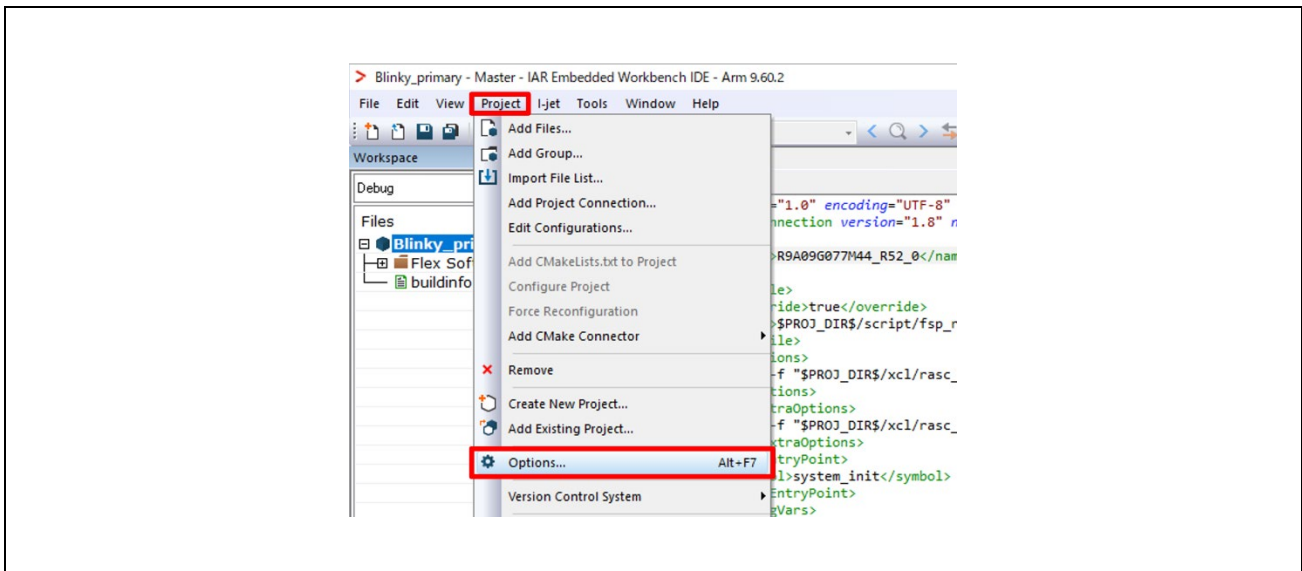 Blinky_primary - Master - IAR Embedded Workbench IDE - Arm 9.60.2
File Edit View Project I-jet Tools Window Help
Add Files...
Workspace
Add Group...
Import File List...
Debug
Add Project Connection...
="1.0" encoding="UTF-8"
Files
Edit Configurations...
nnection version="1.8"
Blinky_pri
Flex Sof
Add CMakeLists.txt to Project
>R9A09G077M44_R52_0</nam
buildinfo
Configure Project
le>
Force Reconfiguration
ride>true</override>
Add CMake Connector
>$PROJ_DIR$/script/fsp_
ile>
ions>
Remove
-f "$PROJ_DIR$/xcl/rasc_
tions>
Create New Project...
traOptions>
Add Existing Project...
-f "$PROJ_DIR$/xcl/rasc_
xtraOptions>
Options... Alt+F7
tryPoint>
l>system_init</symbol>
Version Control System
EntryPoint>
gVars>